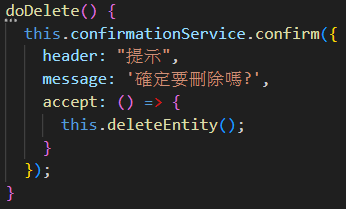 doDelete() {
  this.confirmationService.confirm({
    header: "提示",
    message: '確定要刪除嗎?',
    accept: () => {
      this.deleteEntity();
    }
  });
}